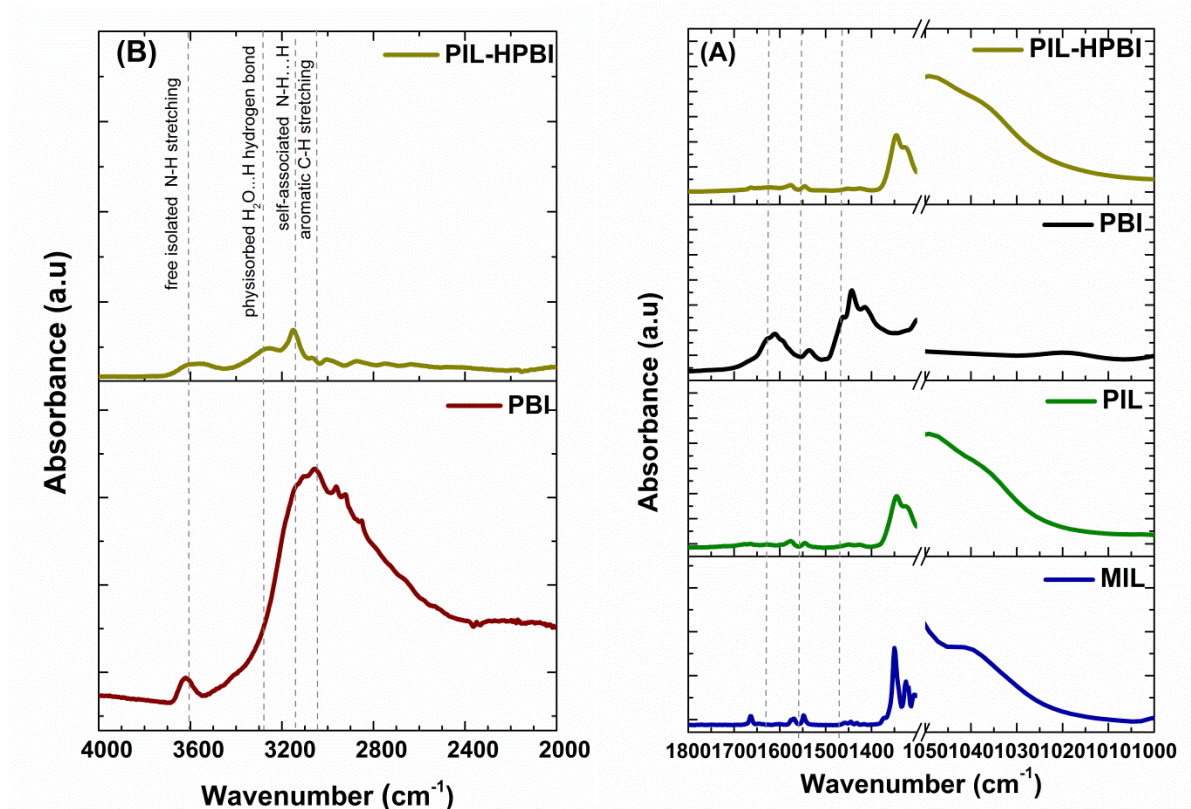 (B)
PIL-HPBI
free isolated N-H stretching
physisorbed H₂O...H hydrogen bond
self-associated N-H...H
aromatic C-H stretching
PBI
Absorbance (a.u)
4000 3600 3200 2800 2400 2000
Wavenumber (cm⁻¹)
(A)
PIL-HPBI
PBI
PIL
MIL
Absorbance (a.u)
1800 1700 1600 1500 1400 1040 1030 1020 1010 1000
Wavenumber (cm⁻¹)